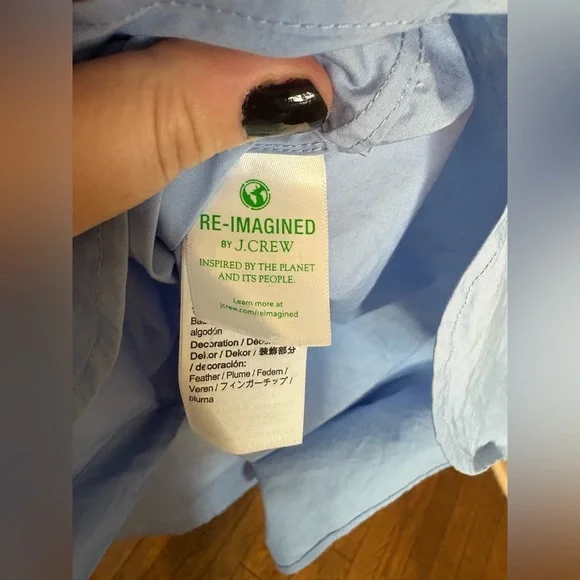 RE-IMAGINED
BY J.CREW
INSPIRED BY THE PLANET
AND ITS PEOPLE.
Learn more at
jcrew.com/reimagined
algodón
Decoration /
Dekor / Dekor / 装飾部分
/ decoración:
Feather / Plume / Federn /
Veren / フィンガーチップ /
pluma